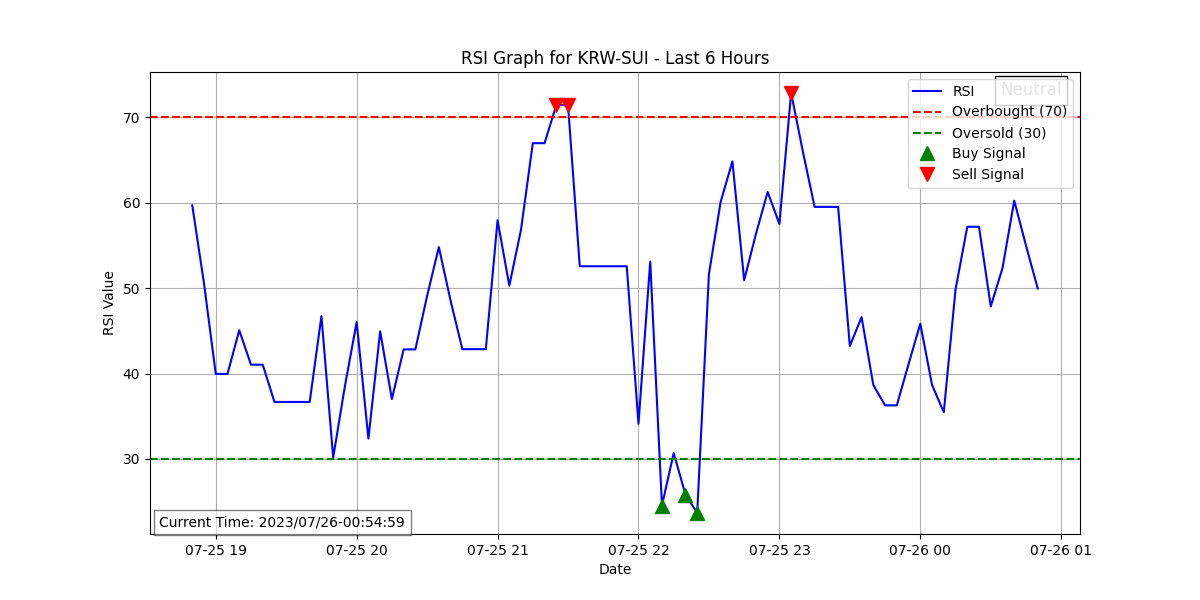 RSI Graph for KRW-SUI - Last 6 Hours
Neutral
RSI
Overbought (70)
Oversold (30)
Buy Signal
Sell Signal
RSI Value
70
60
50
40
30
Current Time: 2023/07/26-00:54:59
07-25 19
07-25 20
07-25 21
07-25 22
07-25 23
07-26 00
07-26 01
Date